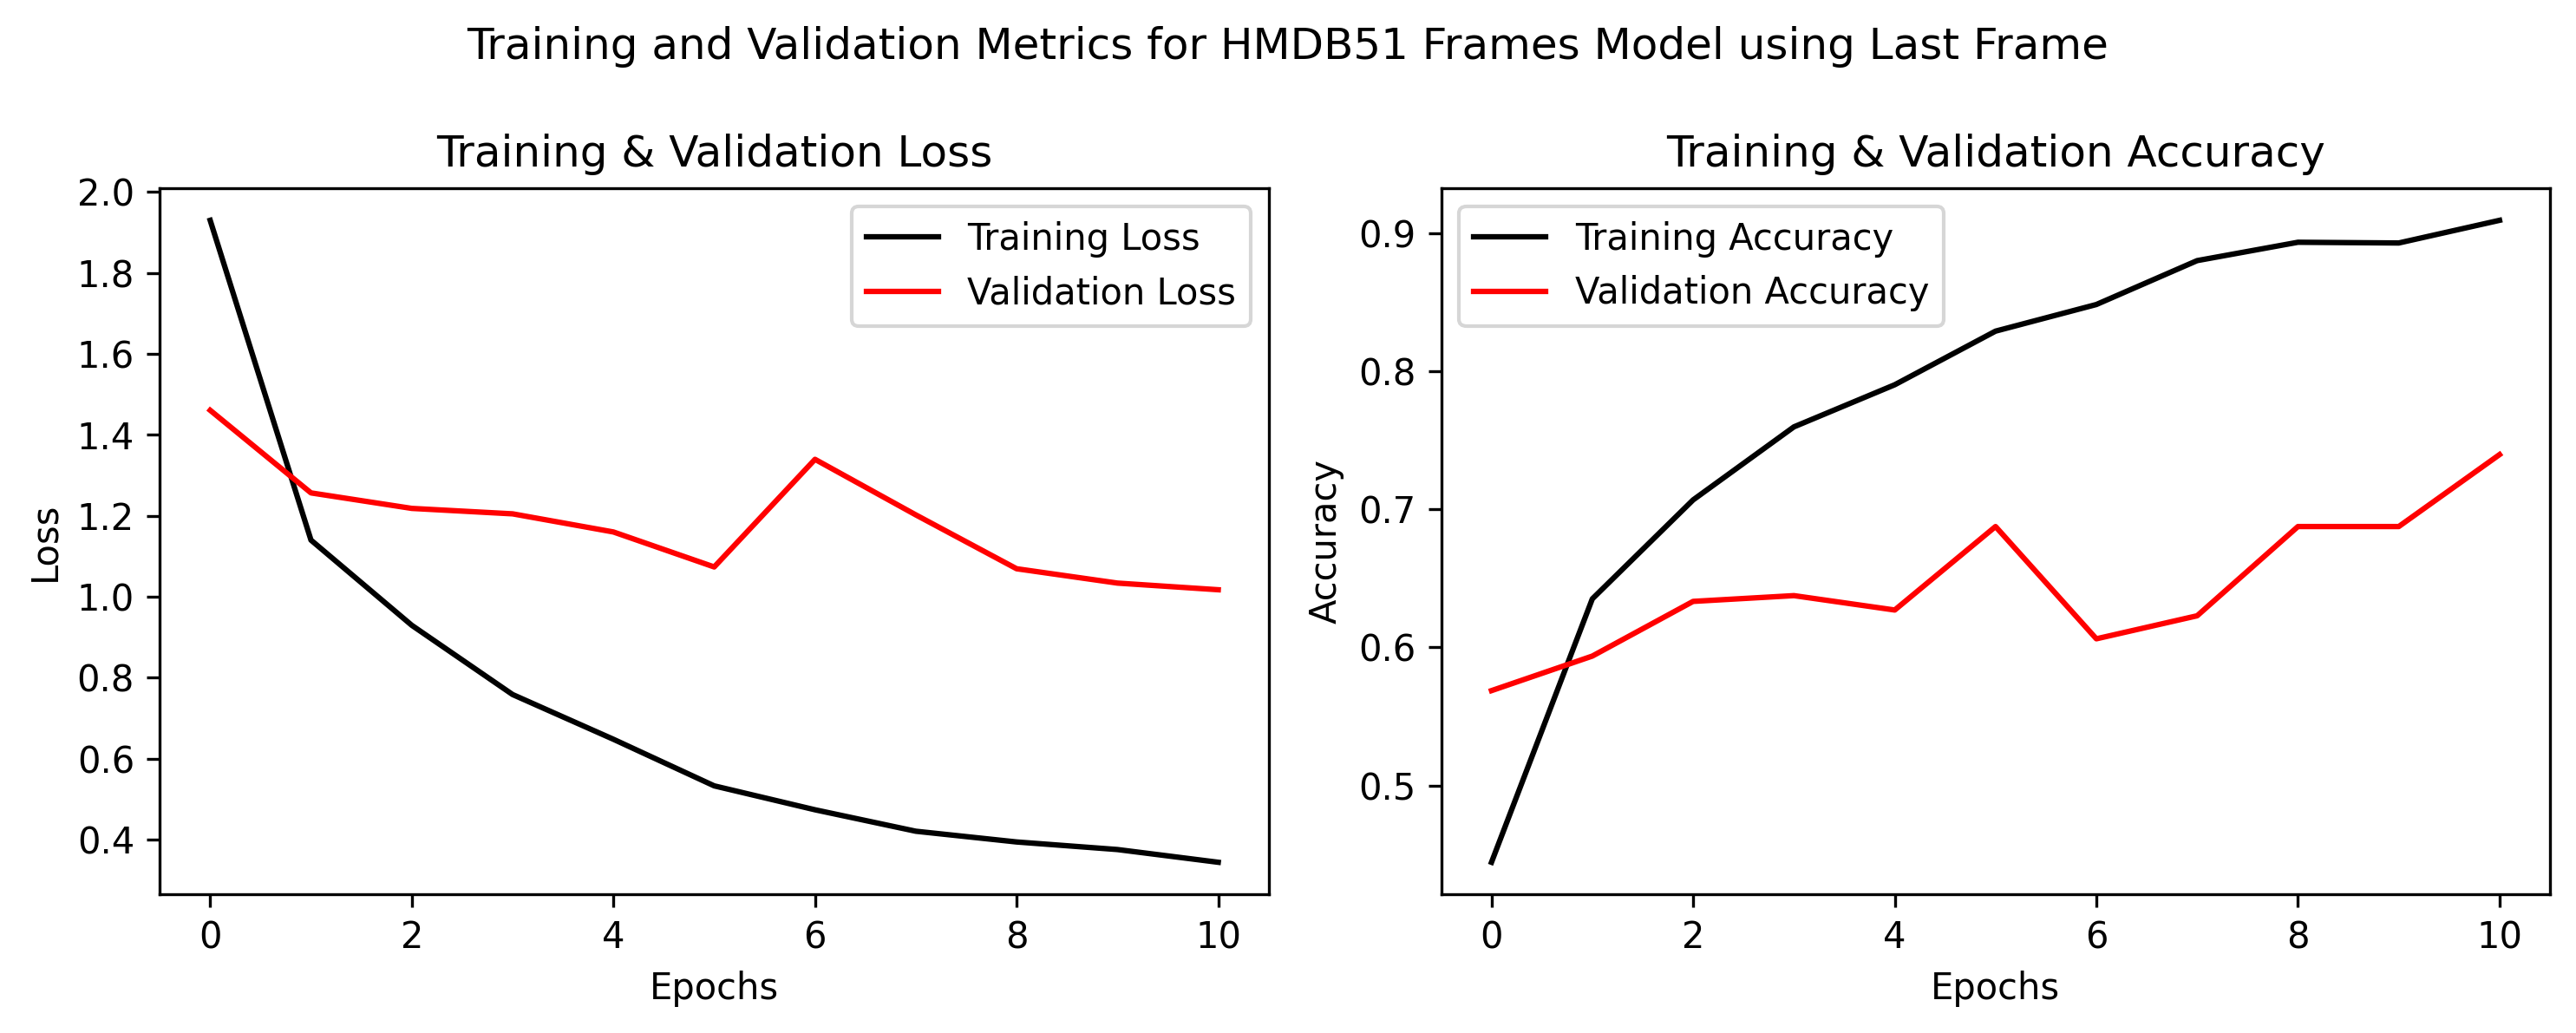 Training and Validation Metrics for HMDB51 Frames Model using Last Frame
Training & Validation Loss
2.0
1.8
1.6
1.4
1.2
1.0
0.8
0.6
0.4
Loss
Training Loss
Validation Loss
0 2 4 6 8 10
Epochs
Training & Validation Accuracy
0.9
0.8
0.7
0.6
0.5
Accuracy
Training Accuracy
Validation Accuracy
0 2 4 6 8 10
Epochs